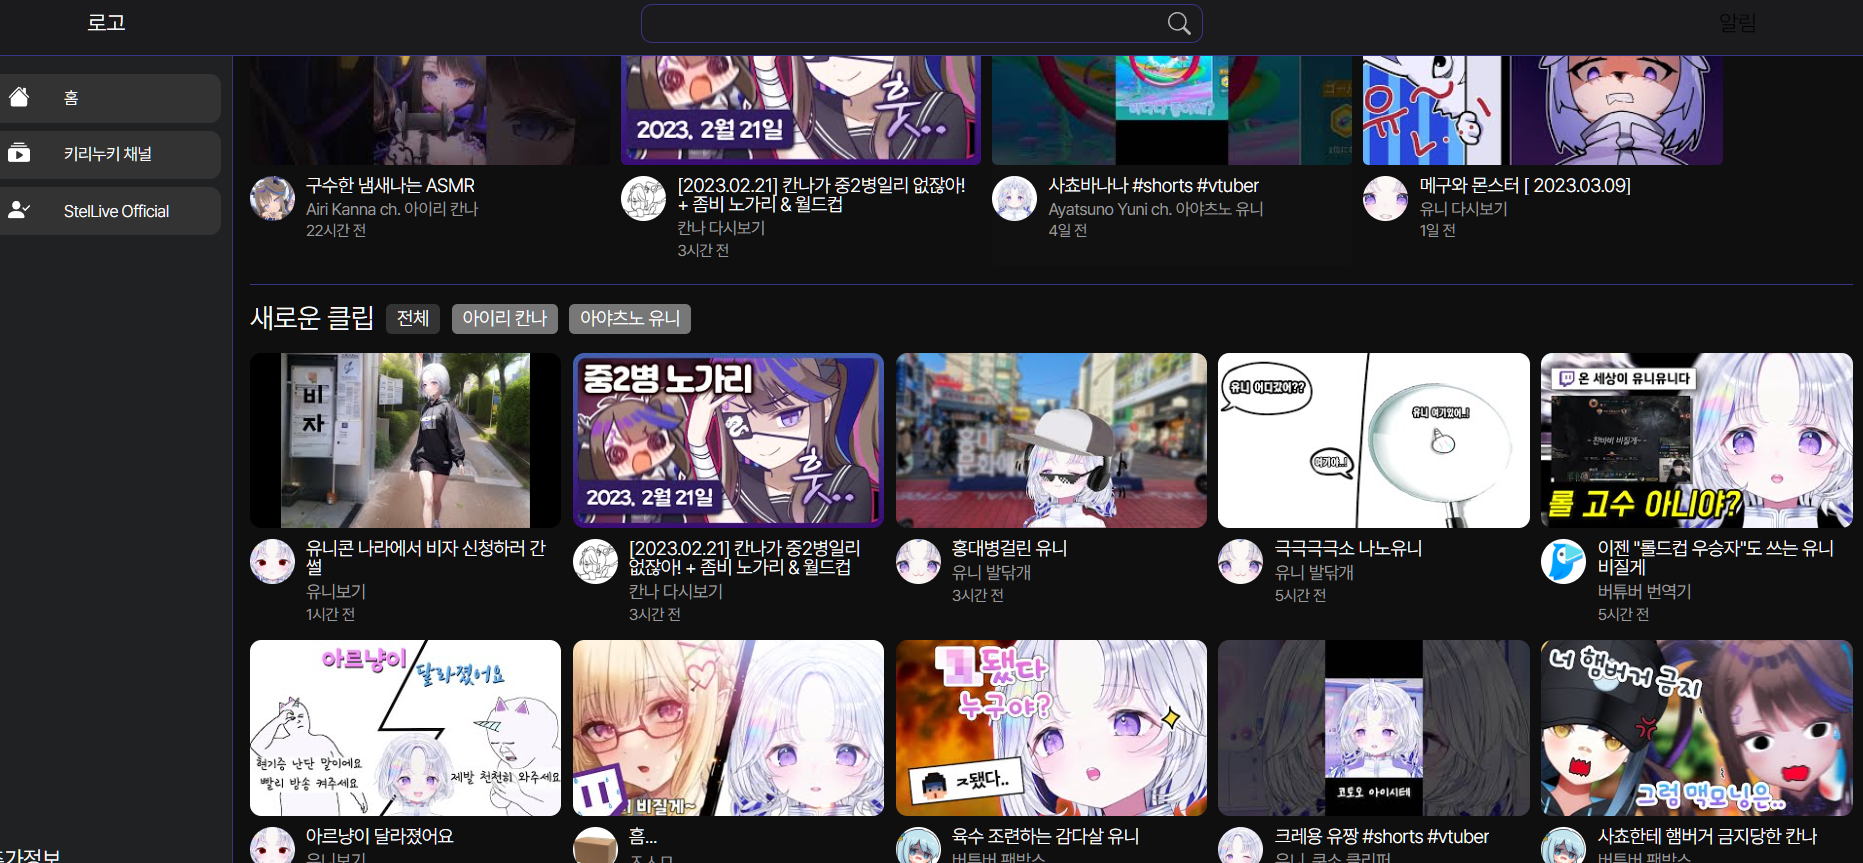 로고
알림
홈
키리누키 채널
StelLive Official
2023. 2월 21일
훗..
유~
니.
구수한 냄새나는 ASMR
Airi Kanna ch. 아이리 칸나
22시간 전
[2023.02.21] 칸나가 중2병일리 없잖아!
+ 좀비 노가리 & 월드컵
칸나 다시보기
3시간 전
사쵸바나나 #shorts #vtuber
Ayatsuno Yuni ch. 아야츠노 유니
4일 전
메구와 몬스터 [ 2023.03.09]
유니 다시보기
1일 전
새로운 클립
전체
아이리 칸나
아야츠노 유니
비
자
중2병 노가리
2023. 2월 21일
훗..
유니 어디갔어??
여기야..!
유니 여기있어..!
온 세상이 유니유니다
롤 고수 아니야?
유니콘 나라에서 비자 신청하러 간
썰
유니보기
1시간 전
[2023.02.21] 칸나가 중2병일리
없잖아! + 좀비 노가리 & 월드컵
칸나 다시보기
3시간 전
홍대병걸린 유니
유니 발닦개
3시간 전
극극극극소 나노유니
유니 발닦개
5시간 전
이젠 "롤드컵 우승자"도 쓰는 유니
비질게
버튜버 번역기
5시간 전
아르냥이
달라졌어요
현기증 난단 말이에요
빨리 방송 켜주세요
제발 천천히 와주세요
비질게~
됐다
누구야?
ㅈ됐다..
코토오 아이시테
너 햄버거 금지
그럼 맥모닝은..
아르냥이 달라졌어요
유니보기
흠...
육수 조련하는 감다살 유니
버튜버 팬박스
크레용 유짱 #shorts #vtuber
유니 쿠소 클리퍼
사쵸한테 햄버거 금지당한 칸나
버튜버 팬박스
추가정보